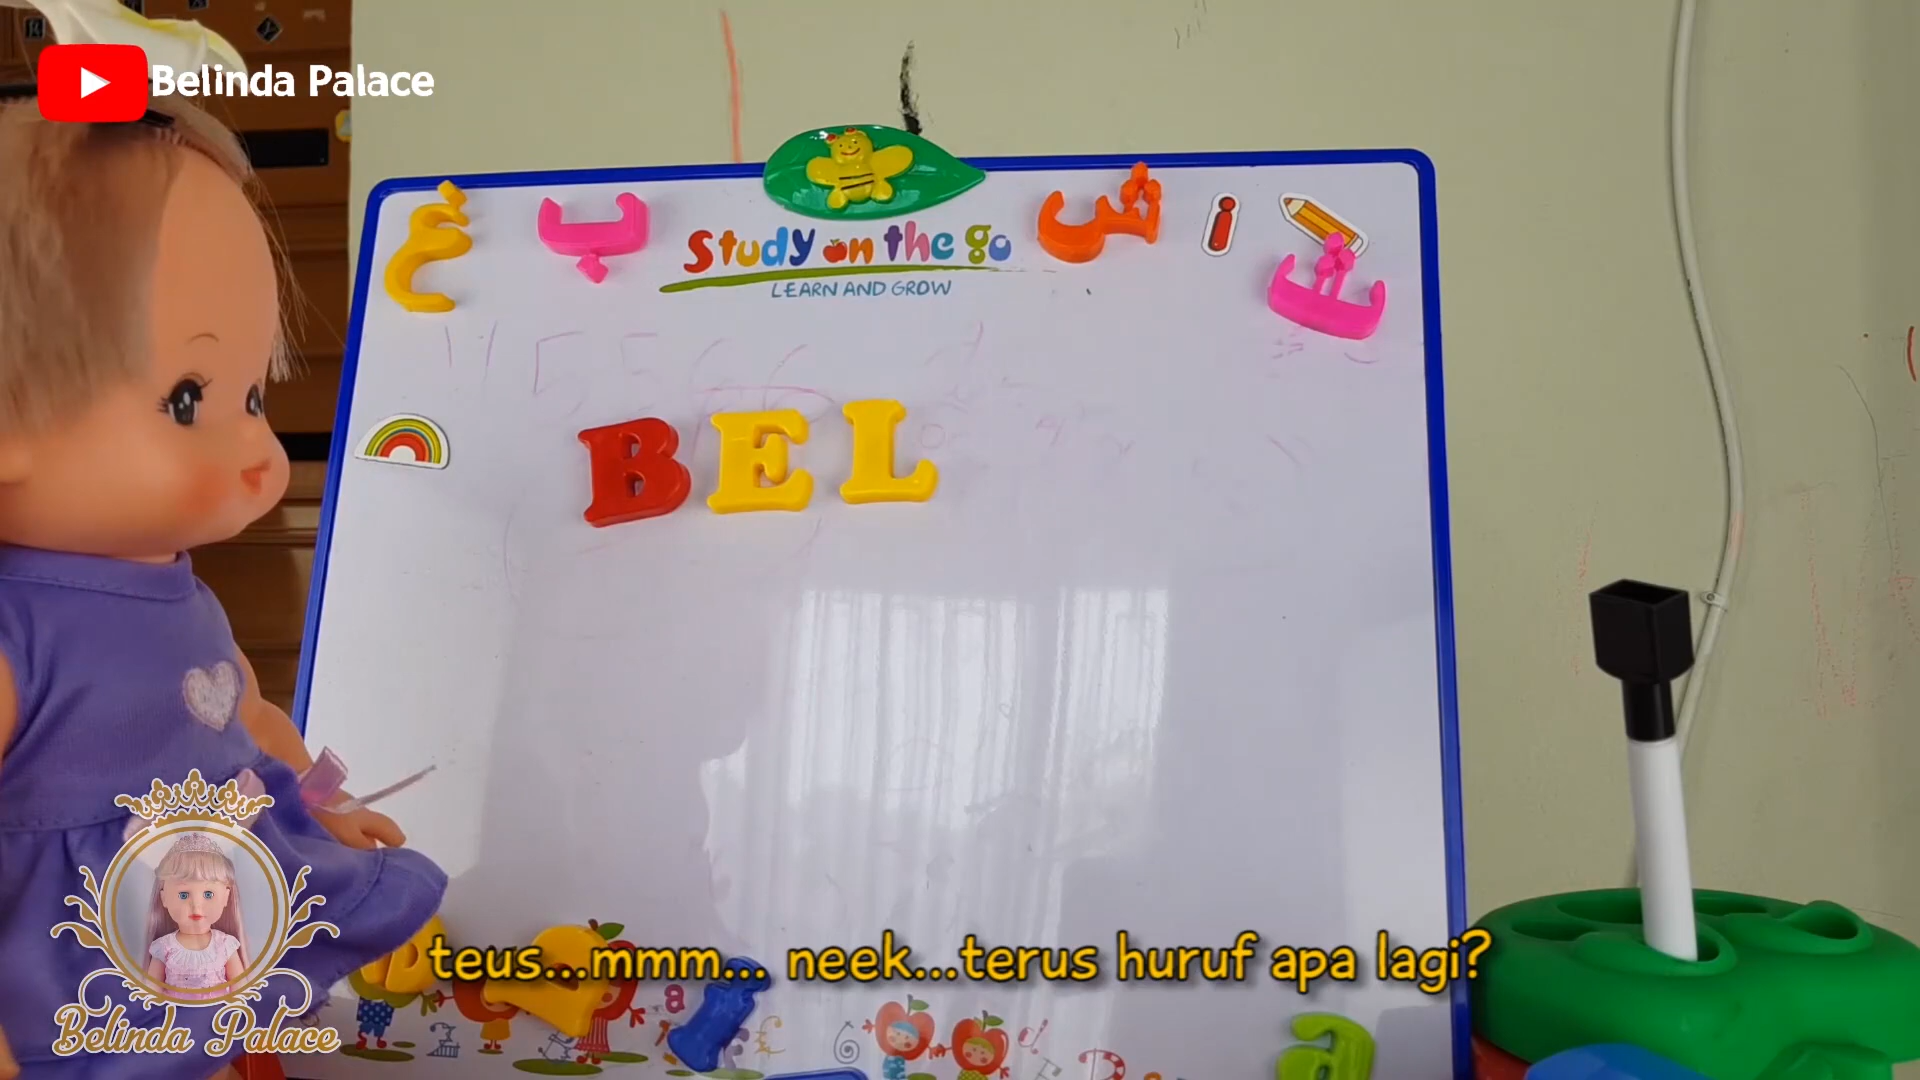 Belinda Palace
غ
ب
ش
i
ث
Study on the go
LEARN AND GROW
BEL
teus...mmm... neek...terus huruf apa lagi?
a
Belinda Palace